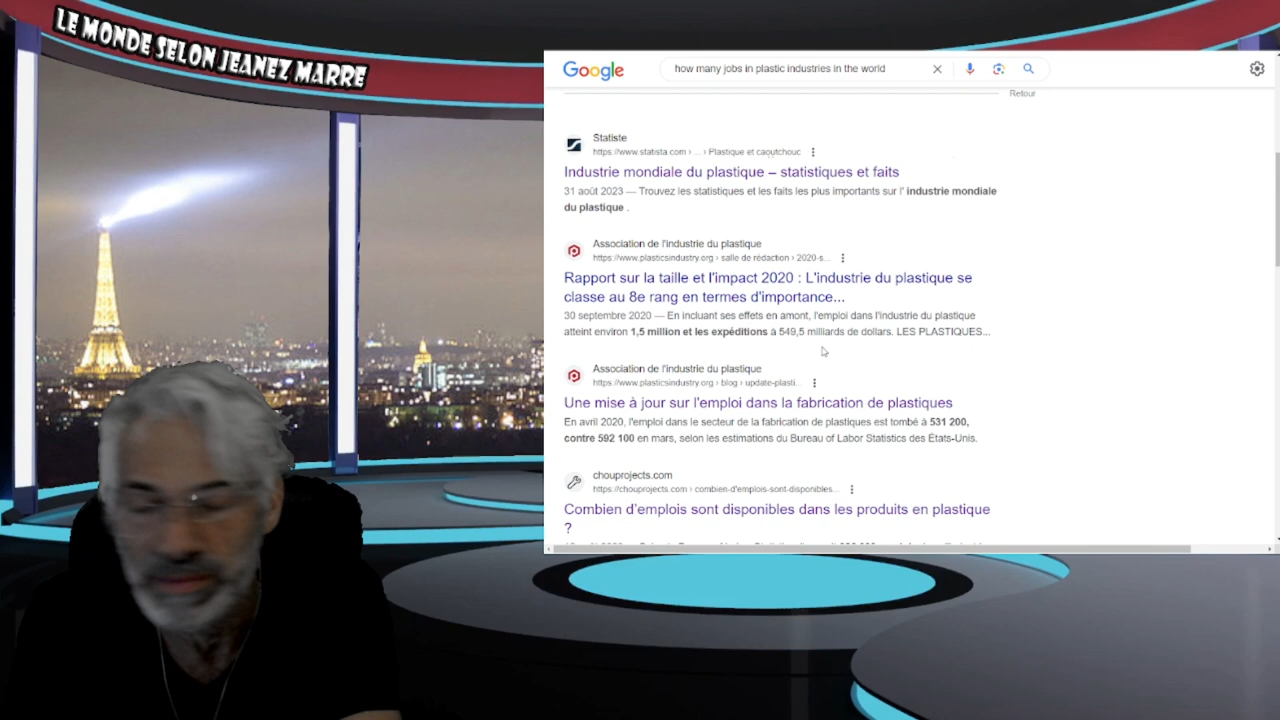 LE MONDE SELON JEANEZ MARRE
Google
how many jobs in plastic industries in the world
Retour
Statiste
https://www.statista.com › ... › Plastique et caoutchouc
Industrie mondiale du plastique – statistiques et faits
31 août 2023 — Trouvez les statistiques et les faits les plus importants sur l' industrie mondiale
du plastique .
Association de l'industrie du plastique
https://www.plasticsindustry.org › salle de rédaction › 2020-s...
Rapport sur la taille et l'impact 2020 : L'industrie du plastique se
classe au 8e rang en termes d'importance...
30 septembre 2020 — En incluant ses effets en amont, l'emploi dans l'industrie du plastique
atteint environ 1,5 million et les expéditions à 549,5 milliards de dollars. LES PLASTIQUES...
Association de l'industrie du plastique
https://www.plasticsindustry.org › blog › update-plasti...
Une mise à jour sur l'emploi dans la fabrication de plastiques
En avril 2020, l'emploi dans le secteur de la fabrication de plastiques est tombé à 531 200,
contre 592 100 en mars, selon les estimations du Bureau of Labor Statistics des États-Unis.
chouprojects.com
https://chouprojects.com › combien-d'emplois-sont-disponibles...
Combien d'emplois sont disponibles dans les produits en plastique
?